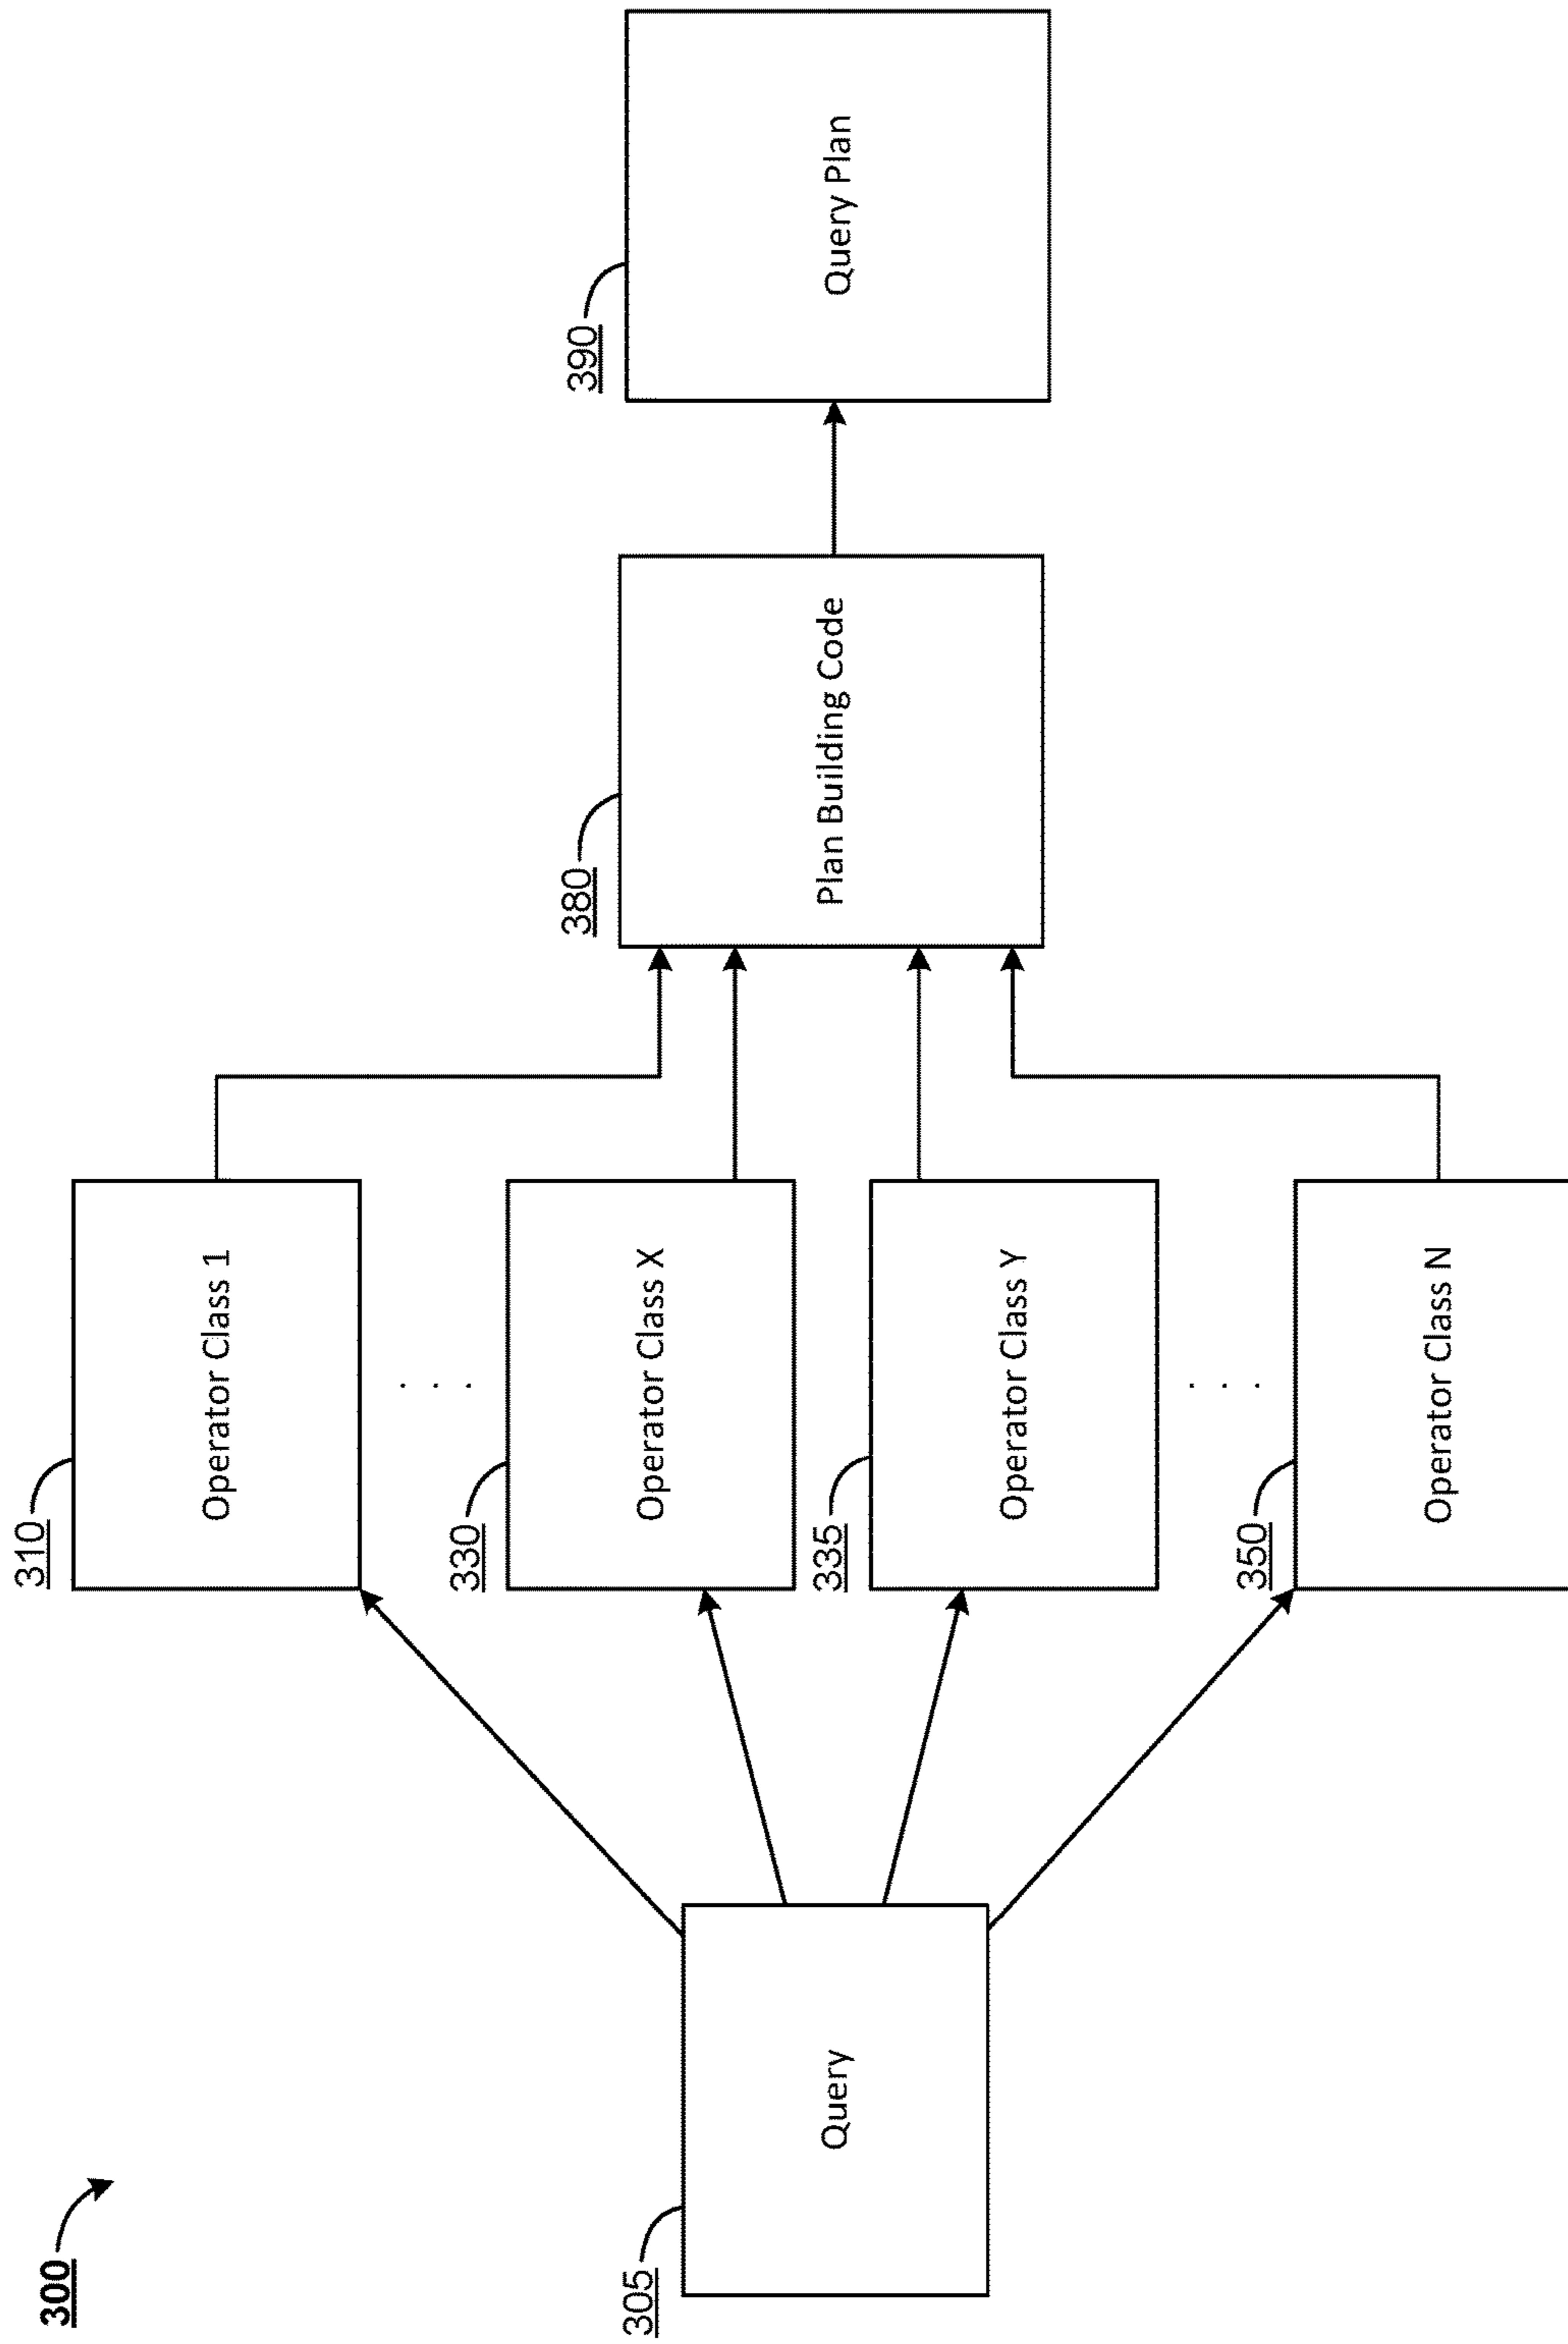 300
305
Query
310
Operator Class 1
. . .
330
Operator Class X
335
Operator Class Y
. . .
350
Operator Class N
380
Plan Building Code
390
Query Plan